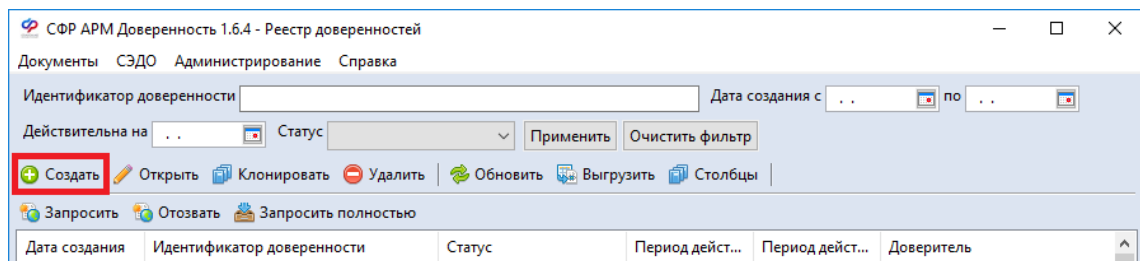 СФР АРМ Доверенность 1.6.4 - Реестр доверенностей
Документы СЭДО Администрирование Справка
Идентификатор доверенности Дата создания с . . по . .
Действительна на . . Статус Применить Очистить фильтр
Создать Открыть Клонировать Удалить Обновить Выгрузить Столбцы
Запросить Отозвать Запросить полностью
Дата создания Идентификатор доверенности Статус Период дейст... Период дейст... Доверитель